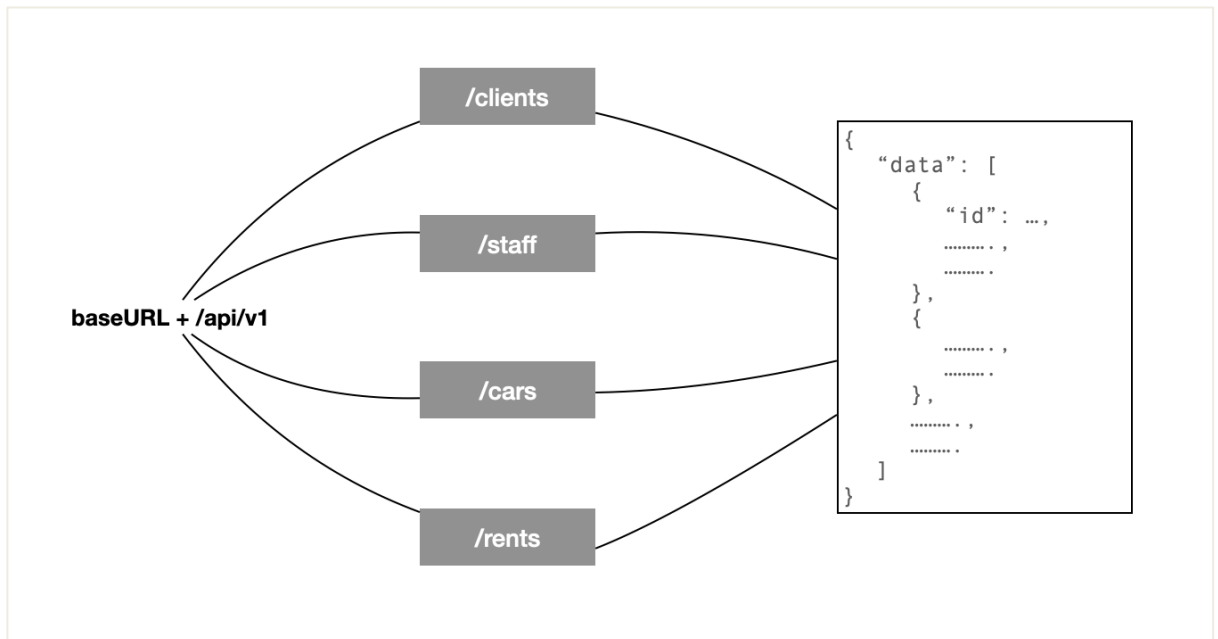 /clients
/staff
baseURL + /api/v1
/cars
/rents
{
“data”: [
{
“id”: …,
……….,
……….
},
{
……….,
……….
},
……….,
……….
]
}